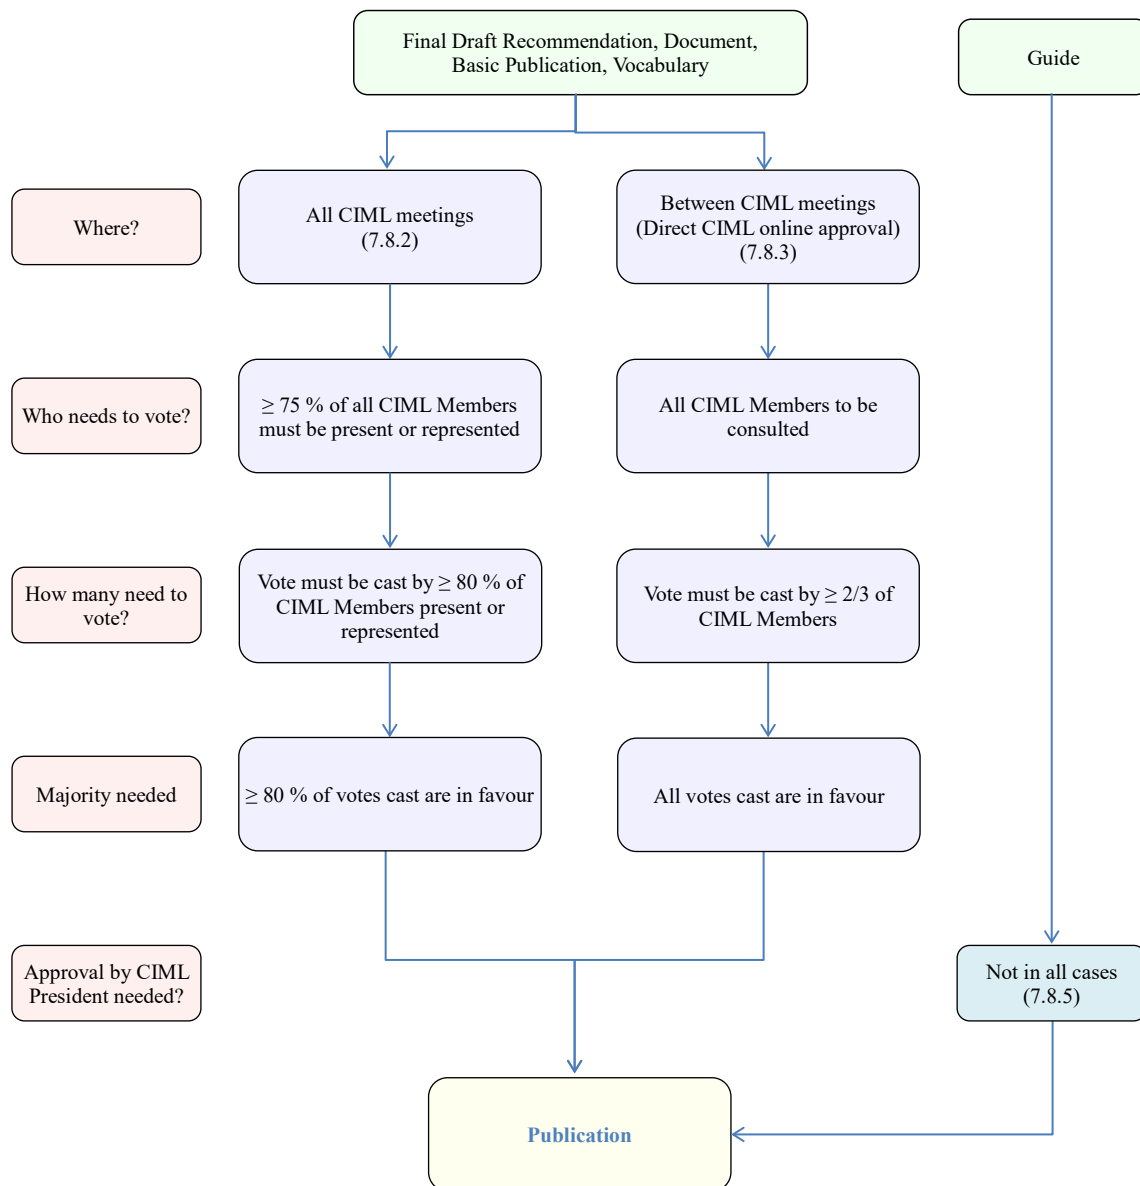 Final Draft Recommendation, Document,
Basic Publication, Vocabulary
Guide
Where?
All CIML meetings
(7.8.2)
Between CIML meetings
(Direct CIML online approval)
(7.8.3)
Who needs to vote?
≥ 75 % of all CIML Members
must be present or represented
All CIML Members to be
consulted
How many need to
vote?
Vote must be cast by ≥ 80 % of
CIML Members present or
represented
Vote must be cast by ≥ 2/3 of
CIML Members
Majority needed
≥ 80 % of votes cast are in favour
All votes cast are in favour
Approval by CIML
President needed?
Not in all cases
(7.8.5)
Publication